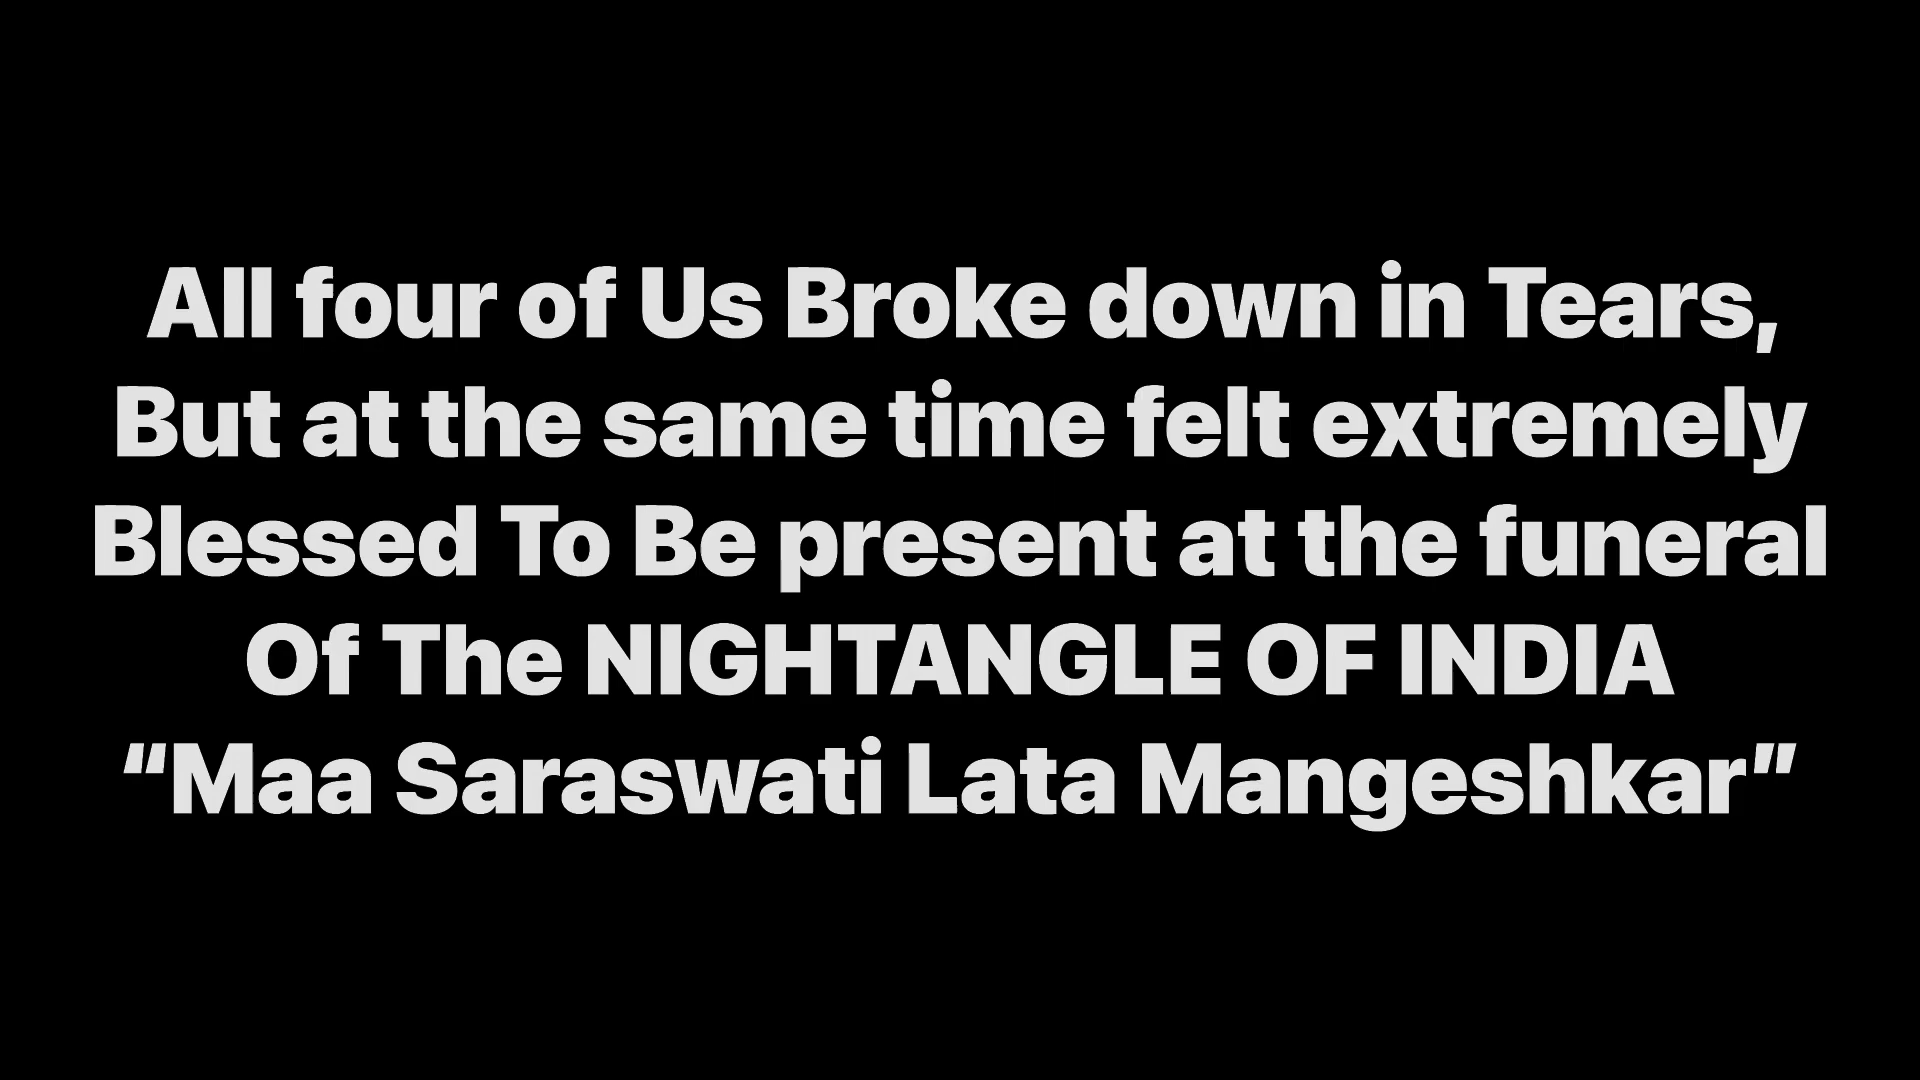 All four of Us Broke down in Tears,
But at the same time felt extremely
Blessed To Be present at the funeral
Of The NIGHTANGLE OF INDIA
“Maa Saraswati Lata Mangeshkar”